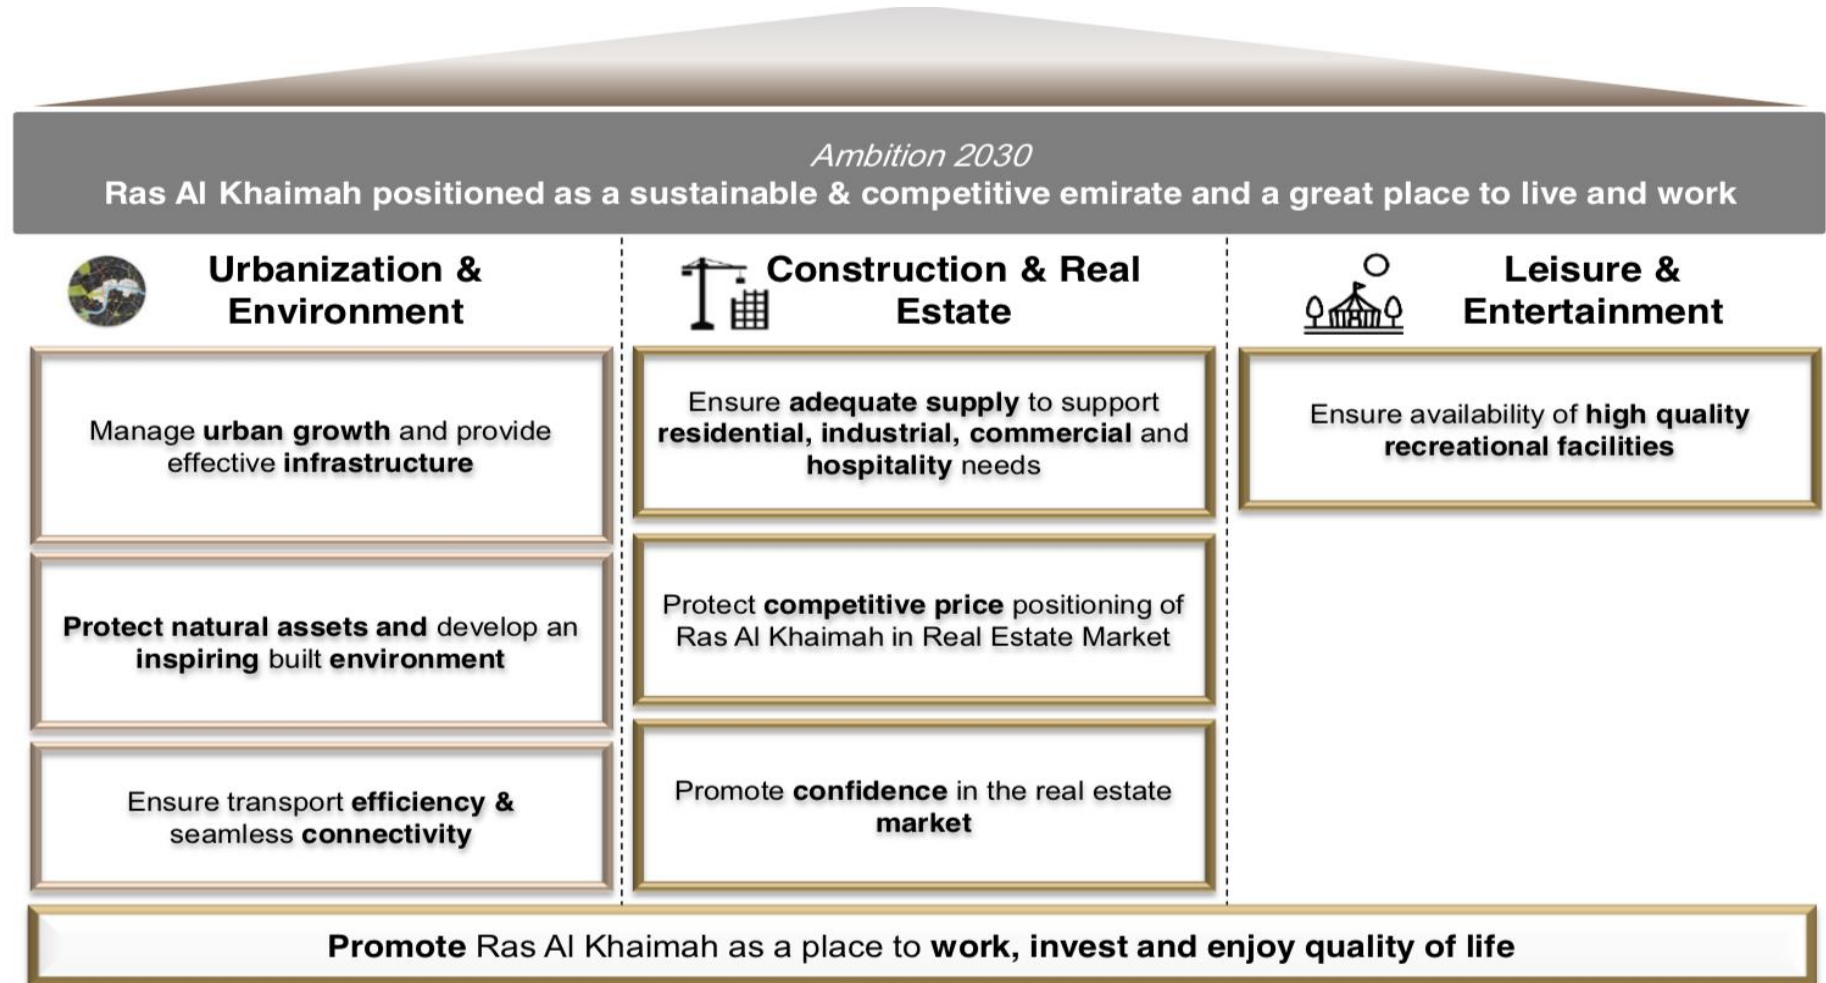 Ambition 2030
Ras Al Khaimah positioned as a sustainable & competitive emirate and a great place to live and work
Urbanization &
Environment
Manage urban growth and provide
effective infrastructure
Protect natural assets and develop an
inspiring built environment
Ensure transport efficiency &
seamless connectivity
Construction & Real
Estate
Ensure adequate supply to support
residential, industrial, commercial and
hospitality needs
Protect competitive price positioning of
Ras Al Khaimah in Real Estate Market
Promote confidence in the real estate
market
Leisure &
Entertainment
Ensure availability of high quality
recreational facilities
Promote Ras Al Khaimah as a place to work, invest and enjoy quality of life